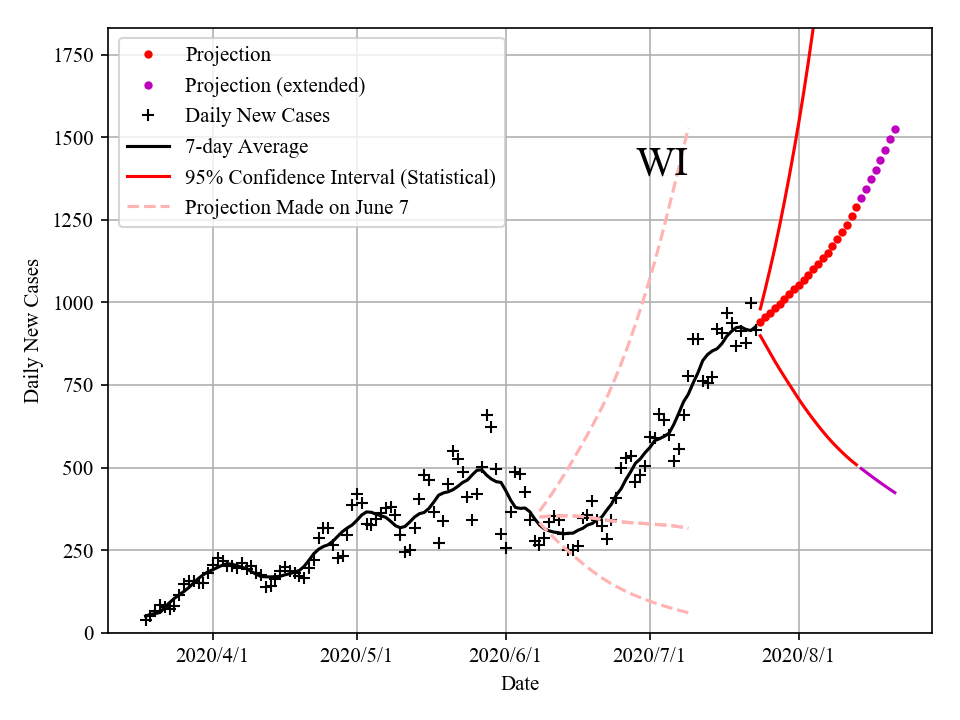 1750
1500
1250
1000
750
500
250
0
Daily New Cases
Projection
Projection (extended)
Daily New Cases
7-day Average
95% Confidence Interval (Statistical)
Projection Made on June 7
WI
2020/4/1 2020/5/1 2020/6/1 2020/7/1 2020/8/1
Date